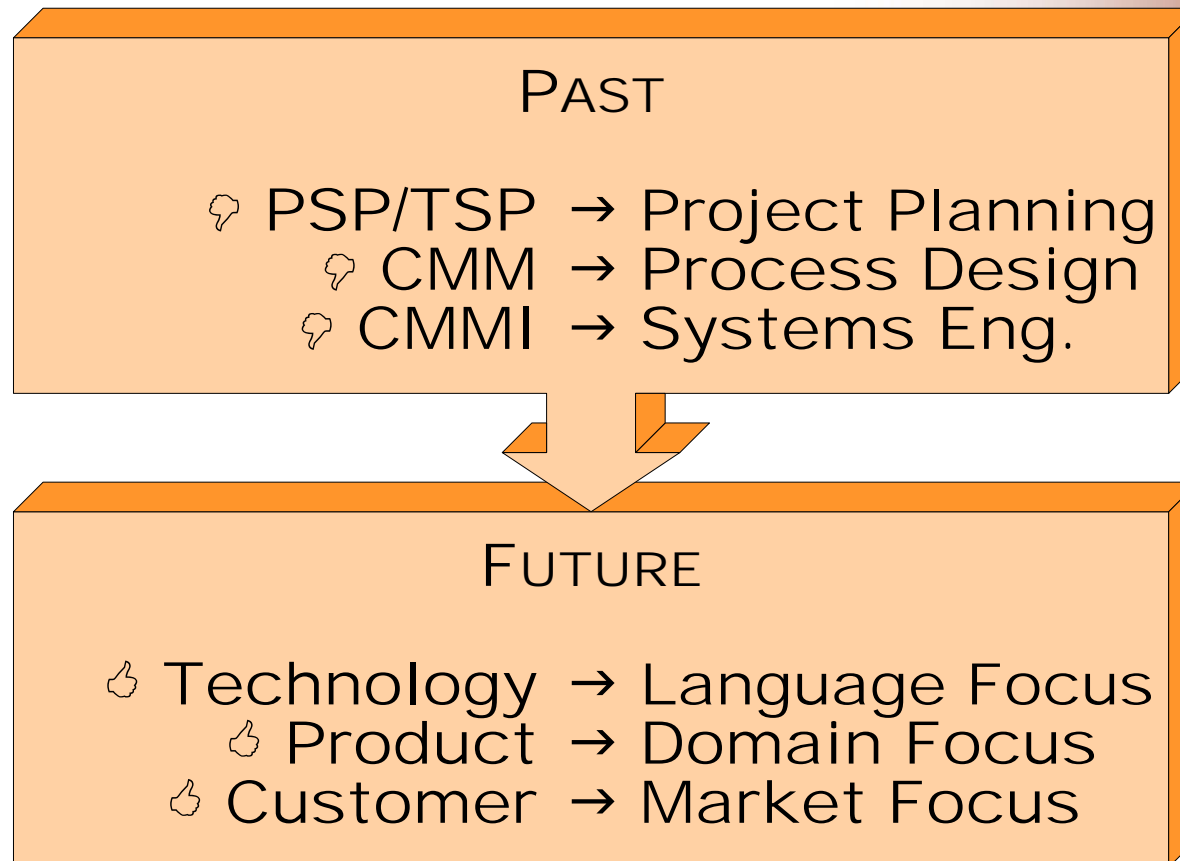 PAST
👎 PSP/TSP → Project Planning
👎 CMM → Process Design
👎 CMMI → Systems Eng.
FUTURE
👍 Technology → Language Focus
👍 Product → Domain Focus
👍 Customer → Market Focus